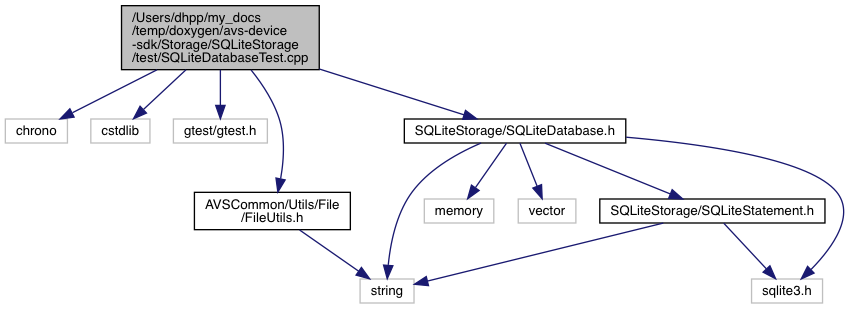 /Users/dhpp/my_docs
/temp/doxygen/avs-device
-sdk/Storage/SQLiteStorage
/test/SQLiteDatabaseTest.cpp
chrono
cstdlib
gtest/gtest.h
SQLiteStorage/SQLiteDatabase.h
AVSCommon/Utils/File
/FileUtils.h
memory
vector
SQLiteStorage/SQLiteStatement.h
string
sqlite3.h